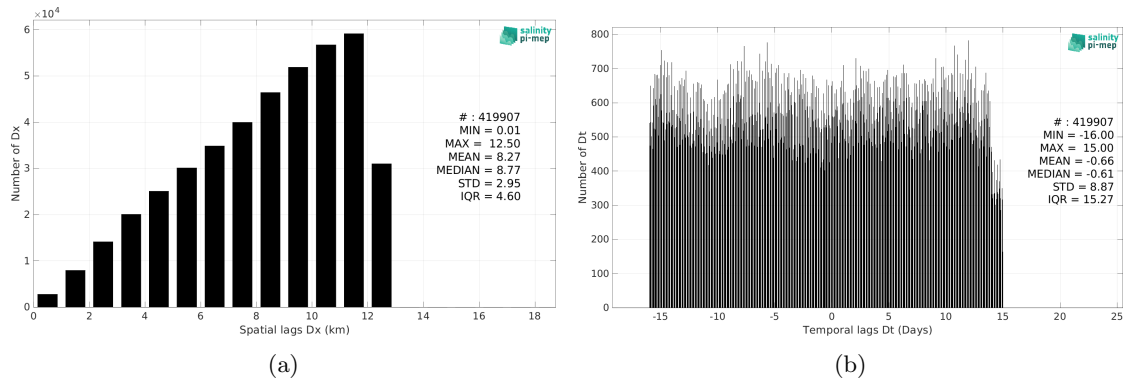 ×10⁴
6
5
4
3
2
1
0
Number of Dx
0 2 4 6 8 10 12 14 16 18
Spatial lags Dx (km)
salinity
pi-mep
# : 419907
MIN = 0.01
MAX = 12.50
MEAN = 8.27
MEDIAN = 8.77
STD = 2.95
IQR = 4.60
(a)
800
700
600
500
400
300
200
100
0
Number of Dt
-15 -10 -5 0 5 10 15 20 25
Temporal lags Dt (Days)
salinity
pi-mep
# : 419907
MIN = -16.00
MAX = 15.00
MEAN = -0.66
MEDIAN = -0.61
STD = 8.87
IQR = 15.27
(b)